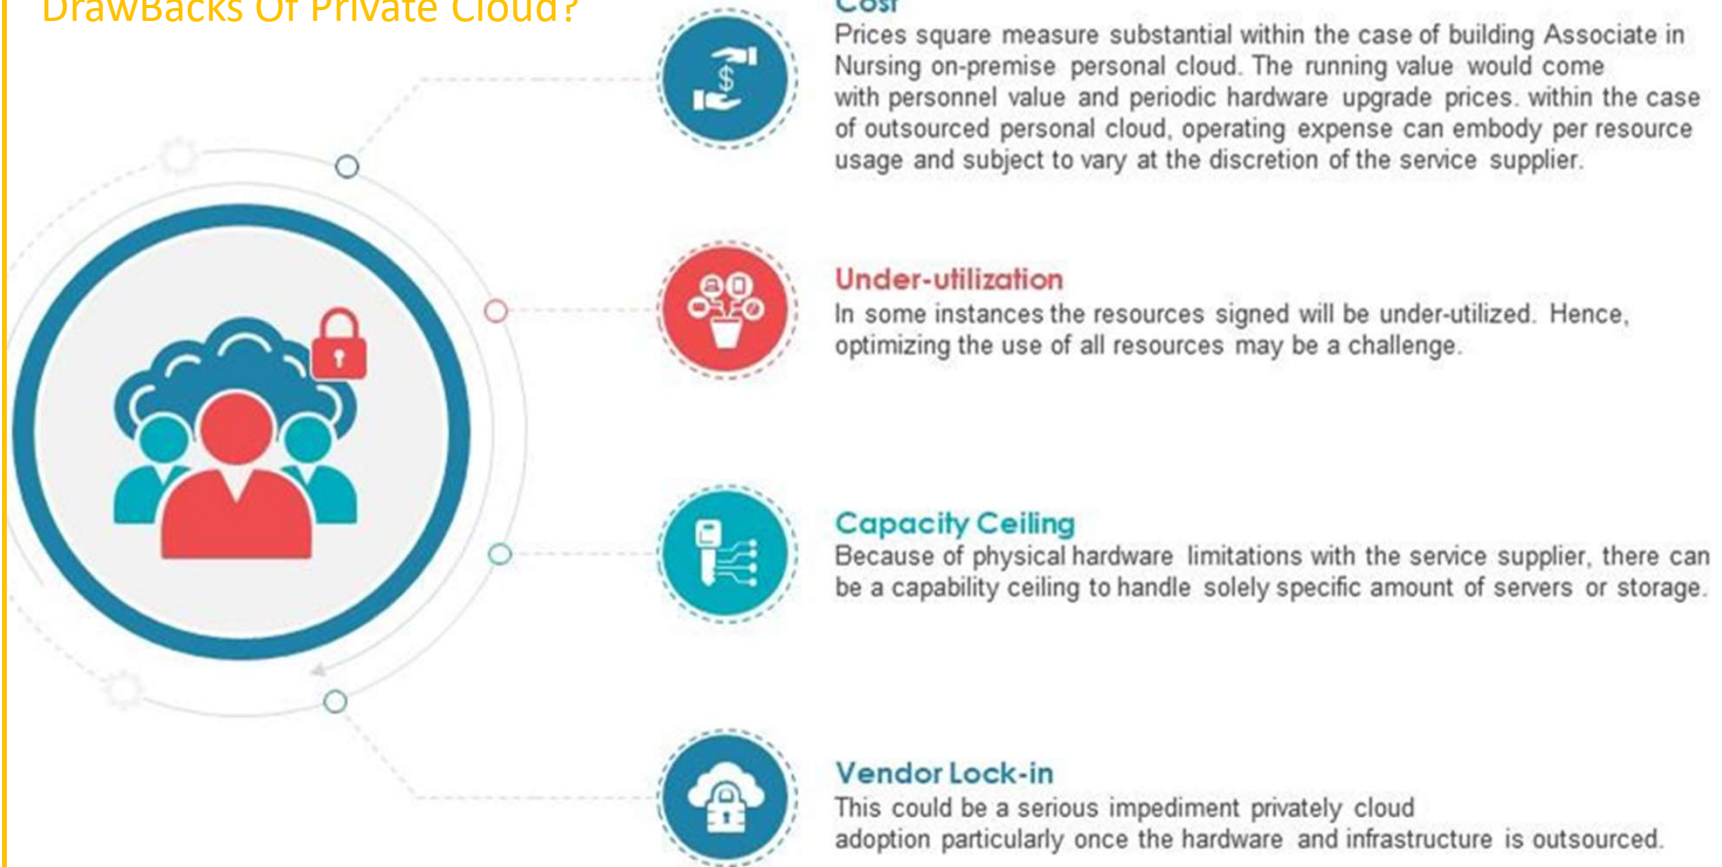 DrawBacks Of Private Cloud?
Cost
Prices square measure substantial within the case of building Associate in
Nursing on-premise personal cloud. The running value would come
with personnel value and periodic hardware upgrade prices. within the case
of outsourced personal cloud, operating expense can embody per resource
usage and subject to vary at the discretion of the service supplier.
Under-utilization
In some instances the resources signed will be under-utilized. Hence,
optimizing the use of all resources may be a challenge.
Capacity Ceiling
Because of physical hardware limitations with the service supplier, there can
be a capability ceiling to handle solely specific amount of servers or storage.
Vendor Lock-in
This could be a serious impediment privately cloud
adoption particularly once the hardware and infrastructure is outsourced.